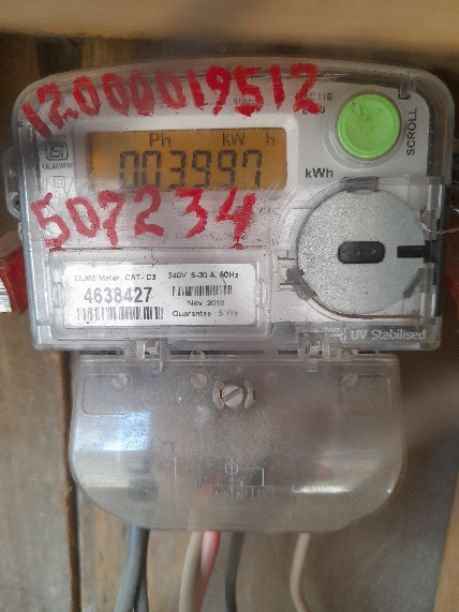 12000019512
SCROLL
Ph kW h
003997
kWh
507234
DLMS Meter, CAT- D3
4638427
240V 5-30 A, 50Hz
Nov. 2018
Guarantee : 5 Yrs
UV Stabilised